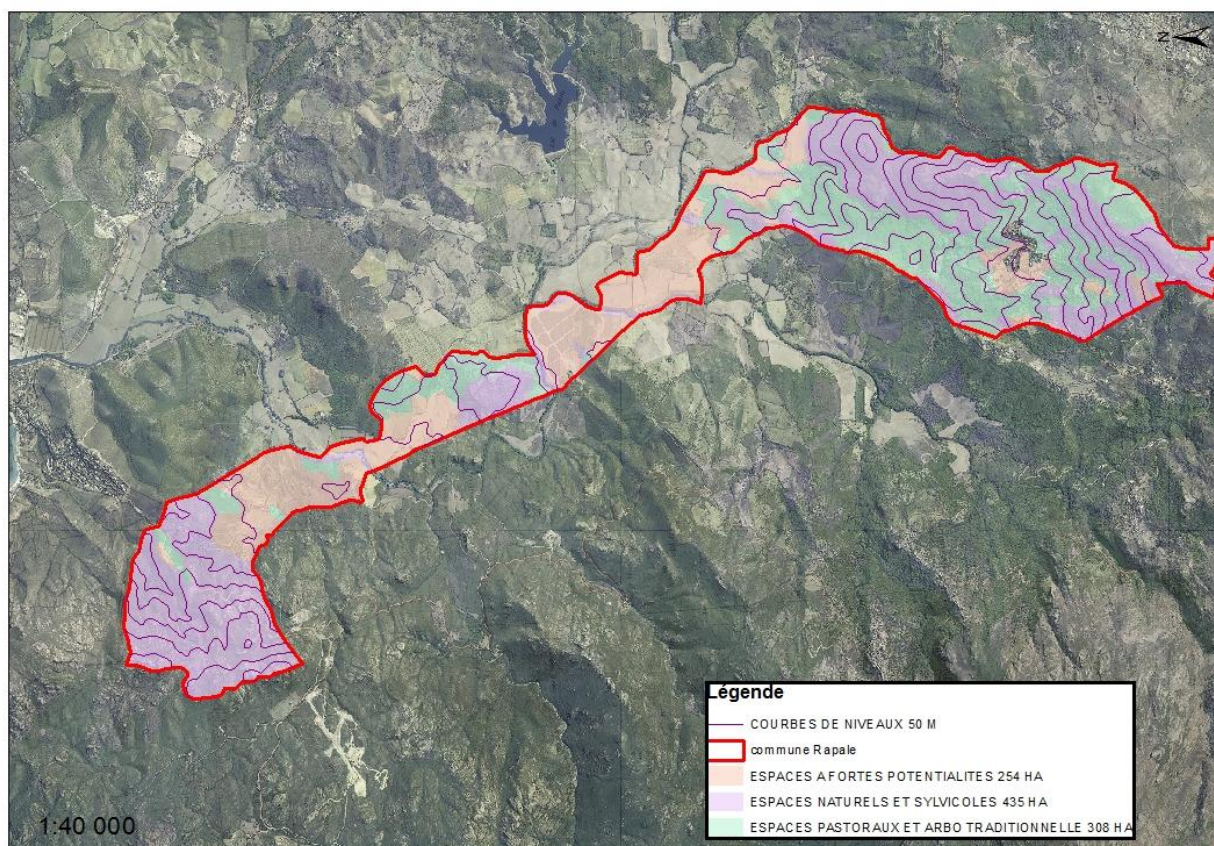 N
Légende
COURBES DE NIVEAUX 50 M
commune Rapale
ESPACES A FORTES POTENTIALITES 254 HA
ESPACES NATURELS ET SYLVICOLES 435 HA
ESPACES PASTORAUX ET ARBO TRADITIONNELLE 308 HA
1:40 000